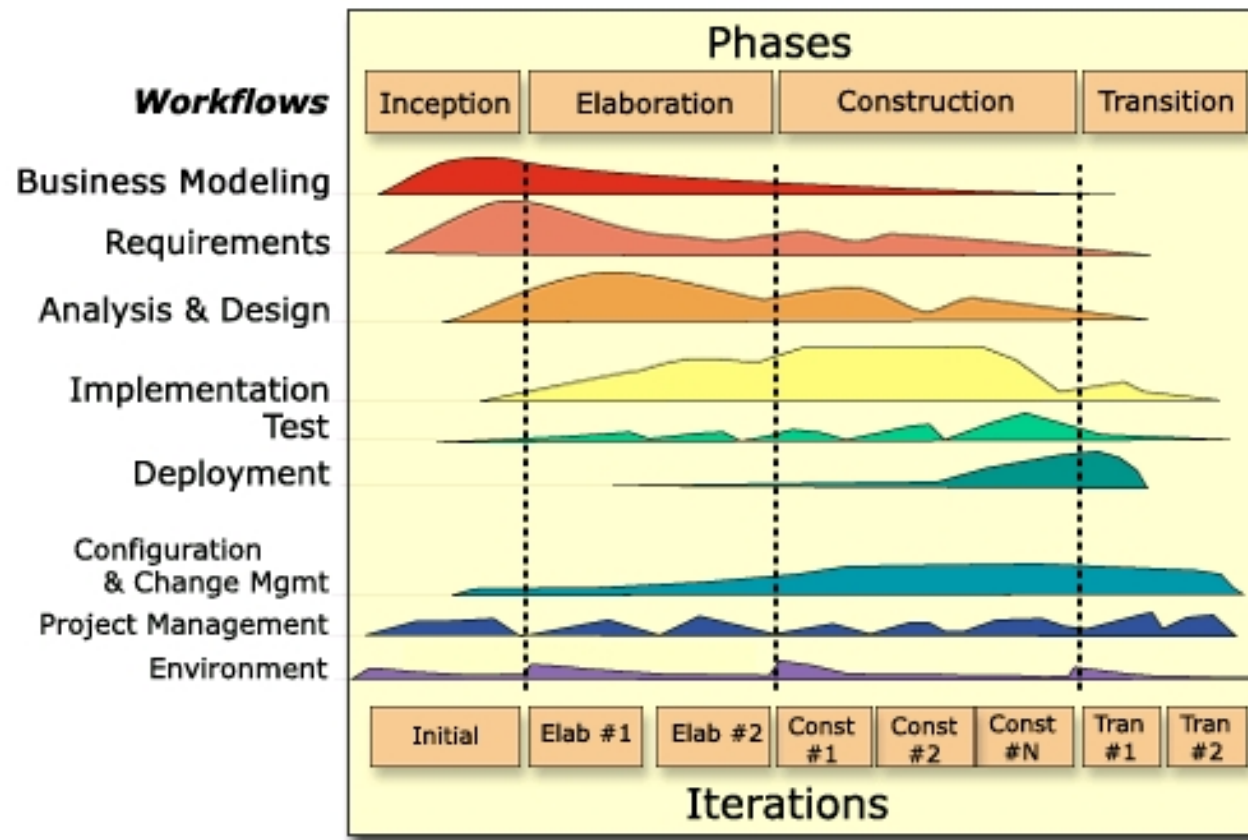 Phases
Workflows
Inception
Elaboration
Construction
Transition
Business Modeling
Requirements
Analysis & Design
Implementation
Test
Deployment
Configuration
& Change Mgmt
Project Management
Environment
Initial
Elab #1
Elab #2
Const
#1
Const
#2
Const
#N
Tran
#1
Tran
#2
Iterations